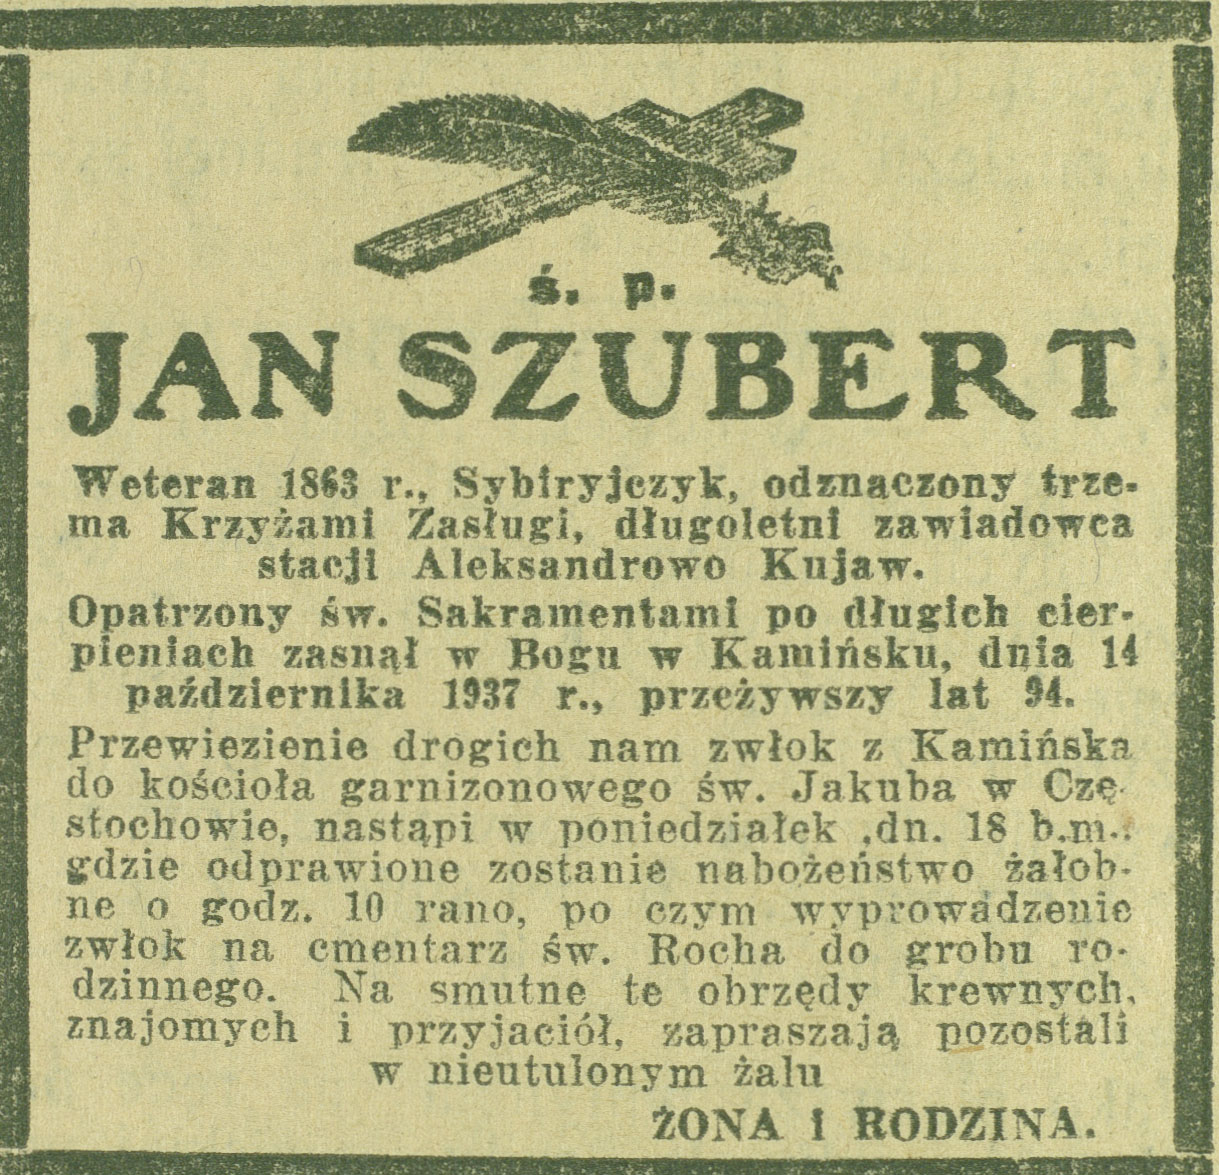 ś. p.
JAN SZUBERT
Weteran 1863 r., Sybiryjczyk, odznaczony trze-
ma Krzyżami Zasługi, długoletni zawiadowca
stacji Aleksandrowo Kujaw.
Opatrzony św. Sakramentami po długich cier-
pieniach zasnął w Bogu w Kamińsku, dnia 14
października 1937 r., przeżywszy lat 94.
Przewiezienie drogich nam zwłok z Kamińska
do kościoła garnizonowego św. Jakuba w Czę-
stochowie, nastąpi w poniedziałek ,dn. 18 b.m.,
gdzie odprawione zostanie nabożeństwo żałob-
ne o godz. 10 rano, po czym wyprowadzenie
zwłok na cmentarz św. Rocha do grobu ro-
dzinnego. Na smutne te obrzędy krewnych,
znajomych i przyjaciół, zapraszają pozostali
w nieutulonym żalu
ŻONA i RODZINA.